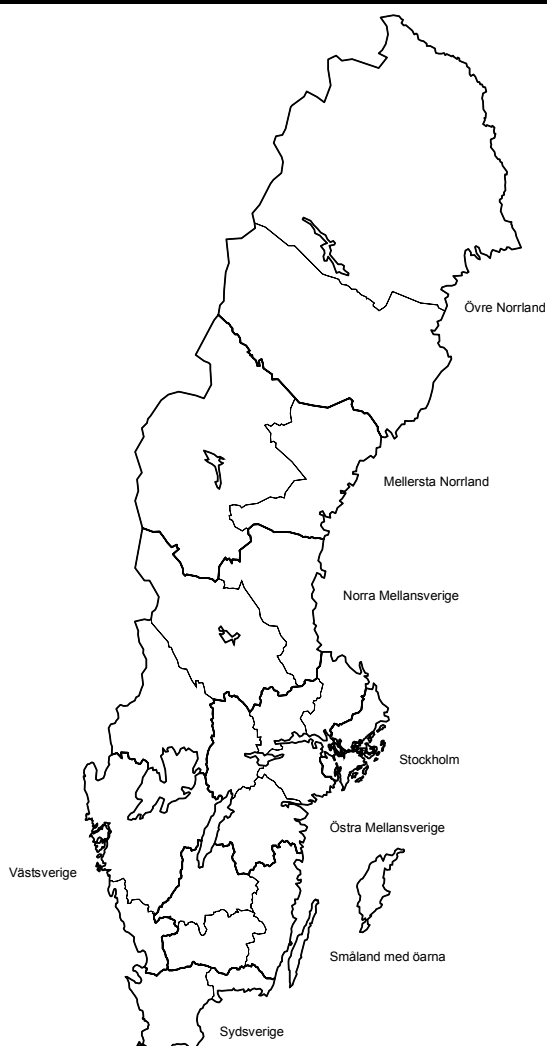 Övre Norrland
Mellersta Norrland
Norra Mellansverige
Stockholm
Östra Mellansverige
Västsverige
Småland med öarna
Sydsverige